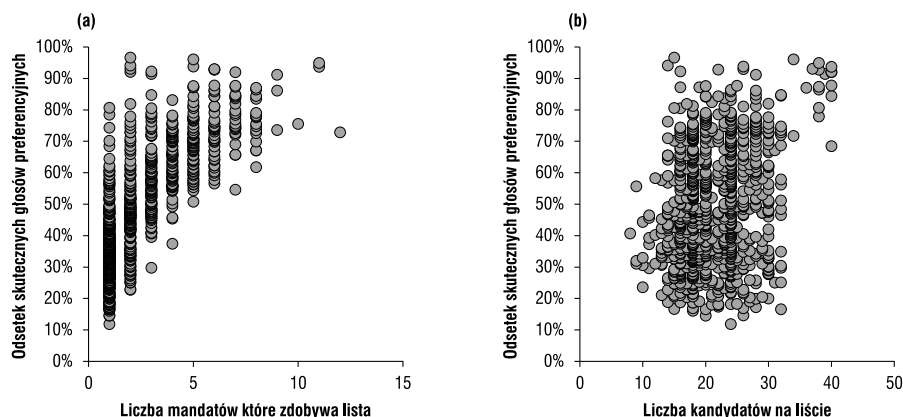 (a)
Odsetek skutecznych głosów preferencyjnych
100%
90%
80%
70%
60%
50%
40%
30%
20%
10%
0%
0 5 10 15
Liczba mandatów które zdobywa lista
(b)
Odsetek skutecznych głosów preferencyjnych
100%
90%
80%
70%
60%
50%
40%
30%
20%
10%
0%
0 10 20 30 40 50
Liczba kandydatów na liście